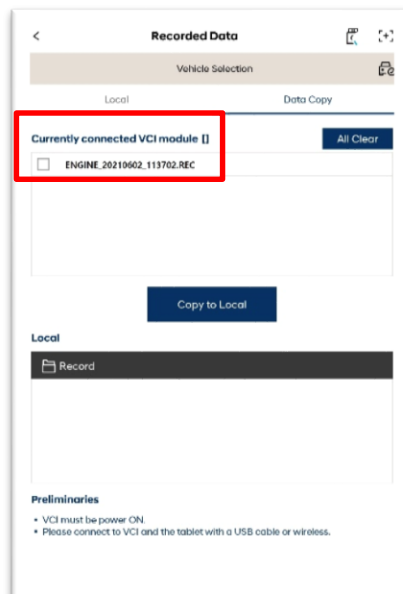 Recorded Data
Vehicle Selection
Local
Data Copy
Currently connected VCI module []
All Clear
ENGINE_20210602_113702.REC
Copy to Local
Local
Record
Preliminaries
• VCI must be power ON.
• Please connect to VCI and the tablet with a USB cable or wireless.